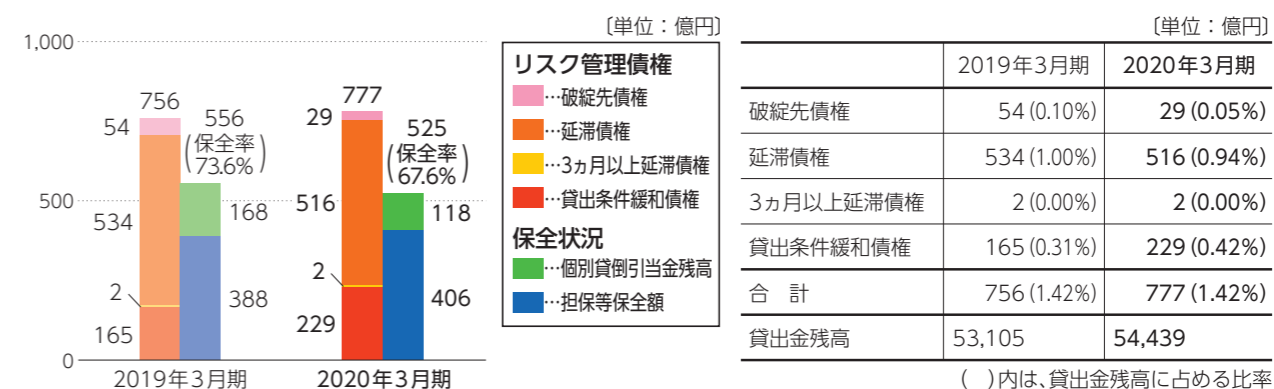 〔単位：億円〕
1,000
500
0
756
54
534
2
165
556
(保全率
73.6%)
168
388
777
29
516
2
229
525
(保全率
67.6%)
118
406
2019年3月期
2020年3月期
リスク管理債権
…破綻先債権
…延滞債権
…3ヵ月以上延滞債権
…貸出条件緩和債権
保全状況
…個別貸倒引当金残高
…担保等保全額
〔単位：億円〕
2019年3月期 2020年3月期
破綻先債権 54(0.10%) 29(0.05%)
延滞債権 534(1.00%) 516(0.94%)
3ヵ月以上延滞債権 2(0.00%) 2(0.00%)
貸出条件緩和債権 165(0.31%) 229(0.42%)
合　計 756(1.42%) 777(1.42%)
貸出金残高 53,105 54,439
(　)内は、貸出金残高に占める比率